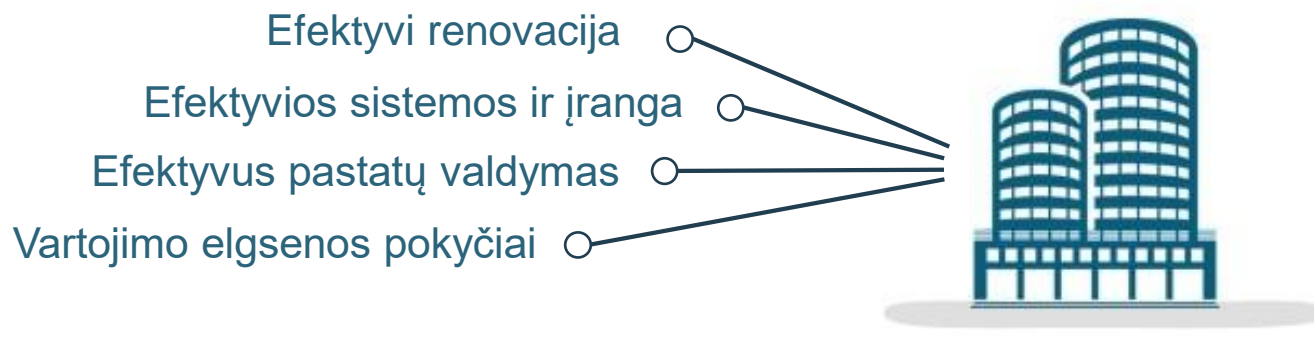 Efektyvi renovacija
Efektyvios sistemos ir įranga
Efektyvus pastatų valdymas
Vartojimo elgsenos pokyčiai